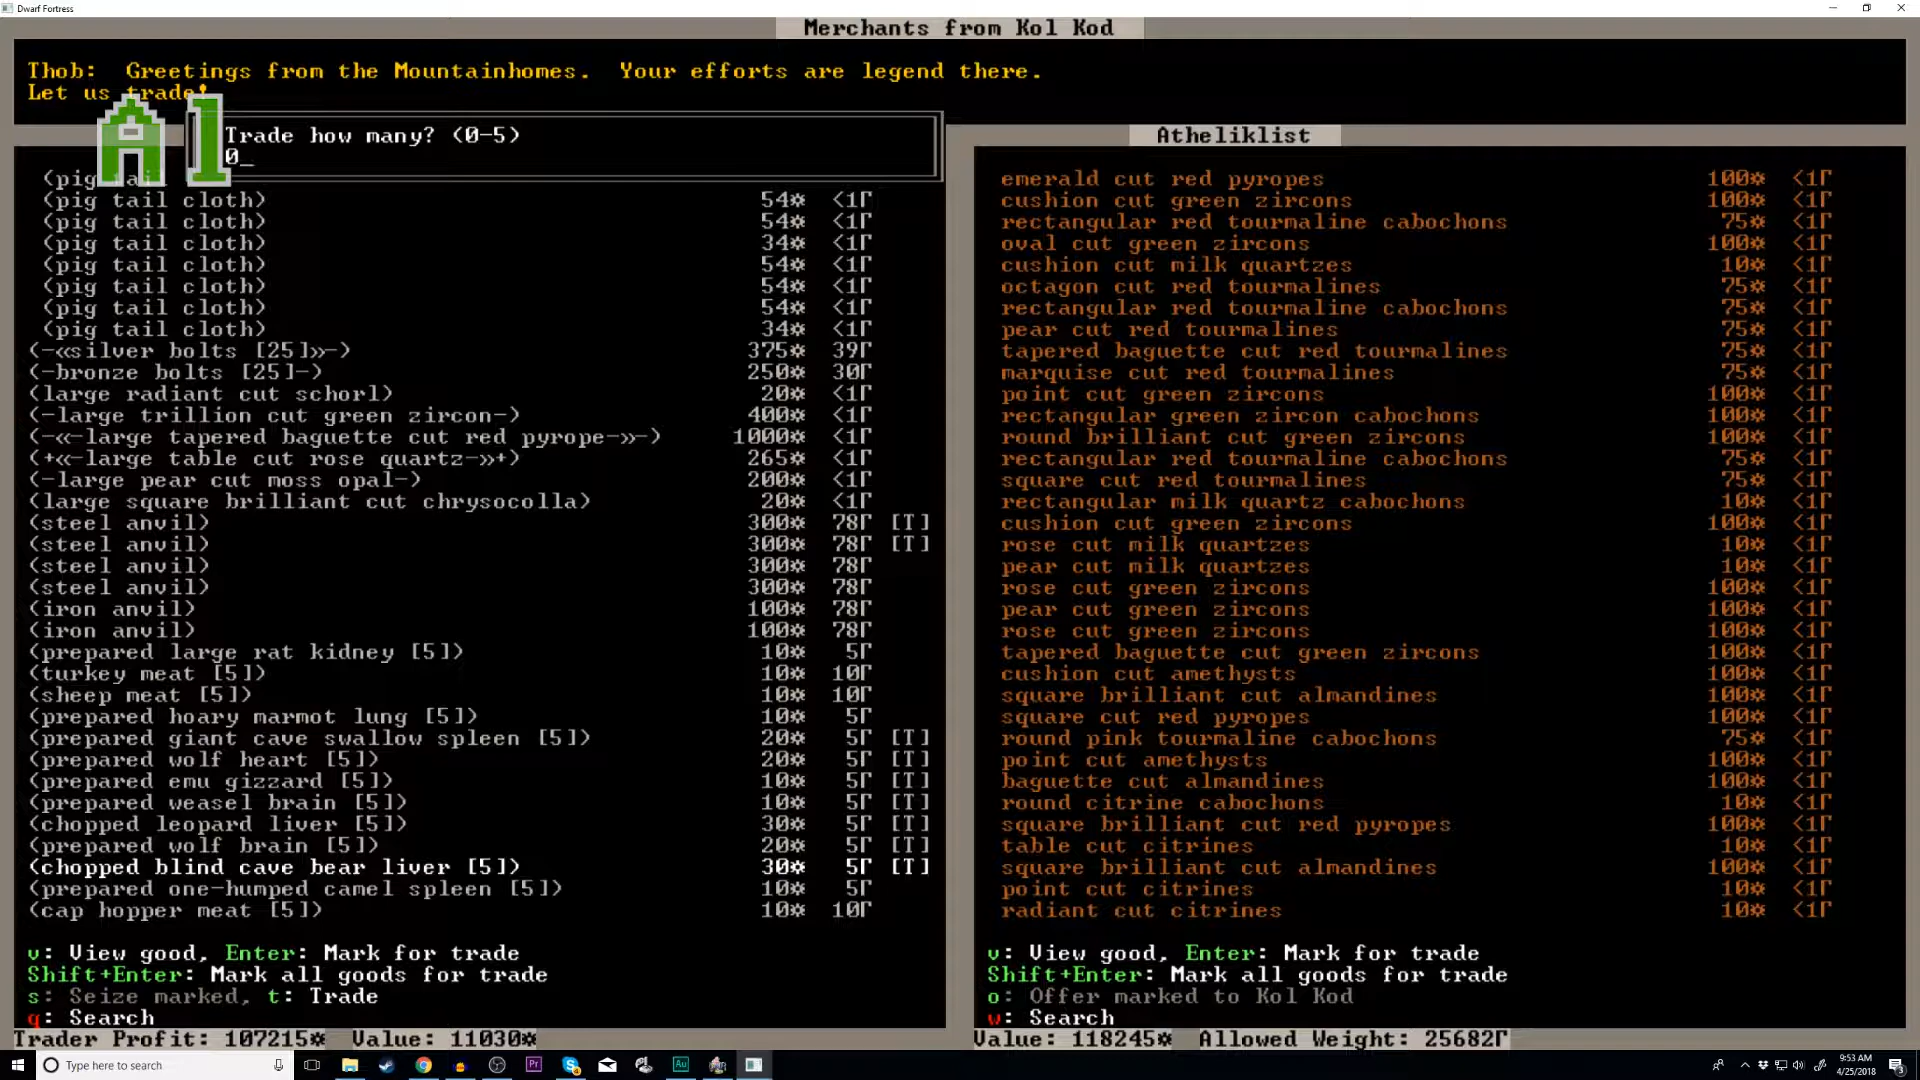 Dwarf Fortress
Merchants from Kol Kod
Thob: Greetings from the Mountainhomes. Your efforts are legend there.
Let us trade!
Al
Trade how many? (0-5)
0_
(pig tail
(pig tail cloth) 54☼ <1Γ
(pig tail cloth) 54☼ <1Γ
(pig tail cloth) 34☼ <1Γ
(pig tail cloth) 54☼ <1Γ
(pig tail cloth) 54☼ <1Γ
(pig tail cloth) 54☼ <1Γ
(pig tail cloth) 34☼ <1Γ
(-«silver bolts [25]»-) 375☼ 39Γ
(-bronze bolts [25]-) 250☼ 30Γ
(large radiant cut schorl) 20☼ <1Γ
(-large trillion cut green zircon-) 400☼ <1Γ
(-«-large tapered baguette cut red pyrope-»-) 1000☼ <1Γ
(+«-large table cut rose quartz-»+) 265☼ <1Γ
(-large pear cut moss opal-) 200☼ <1Γ
(large square brilliant cut chrysocolla) 20☼ <1Γ
(steel anvil) 300☼ 78Γ [T]
(steel anvil) 300☼ 78Γ [T]
(steel anvil) 300☼ 78Γ
(steel anvil) 300☼ 78Γ
(iron anvil) 100☼ 78Γ
(iron anvil) 100☼ 78Γ
(prepared large rat kidney [5]) 10☼ 5Γ
(turkey meat [5]) 10☼ 10Γ
(sheep meat [5]) 10☼ 10Γ
(prepared hoary marmot lung [5]) 10☼ 5Γ
(prepared giant cave swallow spleen [5]) 20☼ 5Γ [T]
(prepared wolf heart [5]) 20☼ 5Γ [T]
(prepared emu gizzard [5]) 10☼ 5Γ [T]
(prepared weasel brain [5]) 10☼ 5Γ [T]
(chopped leopard liver [5]) 30☼ 5Γ [T]
(prepared wolf brain [5]) 20☼ 5Γ [T]
(chopped blind cave bear liver [5]) 30☼ 5Γ [T]
(prepared one-humped camel spleen [5]) 10☼ 5Γ
(cap hopper meat [5]) 10☼ 10Γ
v: View good, Enter: Mark for trade
Shift+Enter: Mark all goods for trade
s: Seize marked, t: Trade
q: Search
Trader Profit: 107215☼ Value: 11030☼
Atheliklist
emerald cut red pyropes 100☼ <1Γ
cushion cut green zircons 100☼ <1Γ
rectangular red tourmaline cabochons 75☼ <1Γ
oval cut green zircons 100☼ <1Γ
cushion cut milk quartzes 10☼ <1Γ
octagon cut red tourmalines 75☼ <1Γ
rectangular red tourmaline cabochons 75☼ <1Γ
pear cut red tourmalines 75☼ <1Γ
tapered baguette cut red tourmalines 75☼ <1Γ
marquise cut red tourmalines 75☼ <1Γ
point cut green zircons 100☼ <1Γ
rectangular green zircon cabochons 100☼ <1Γ
round brilliant cut green zircons 100☼ <1Γ
rectangular red tourmaline cabochons 75☼ <1Γ
square cut red tourmalines 75☼ <1Γ
rectangular milk quartz cabochons 10☼ <1Γ
cushion cut green zircons 100☼ <1Γ
rose cut milk quartzes 10☼ <1Γ
pear cut milk quartzes 10☼ <1Γ
rose cut green zircons 100☼ <1Γ
pear cut green zircons 100☼ <1Γ
rose cut green zircons 100☼ <1Γ
tapered baguette cut green zircons 100☼ <1Γ
cushion cut amethysts 100☼ <1Γ
square brilliant cut almandines 100☼ <1Γ
square cut red pyropes 100☼ <1Γ
round pink tourmaline cabochons 75☼ <1Γ
point cut amethysts 100☼ <1Γ
baguette cut almandines 100☼ <1Γ
round citrine cabochons 10☼ <1Γ
square brilliant cut red pyropes 100☼ <1Γ
table cut citrines 10☼ <1Γ
square brilliant cut almandines 100☼ <1Γ
point cut citrines 10☼ <1Γ
radiant cut citrines 10☼ <1Γ
v: View good, Enter: Mark for trade
Shift+Enter: Mark all goods for trade
o: Offer marked to Kol Kod
w: Search
Value: 118245☼ Allowed Weight: 25682Γ
Type here to search
Pr
Au
9:53 AM
4/25/2018
3